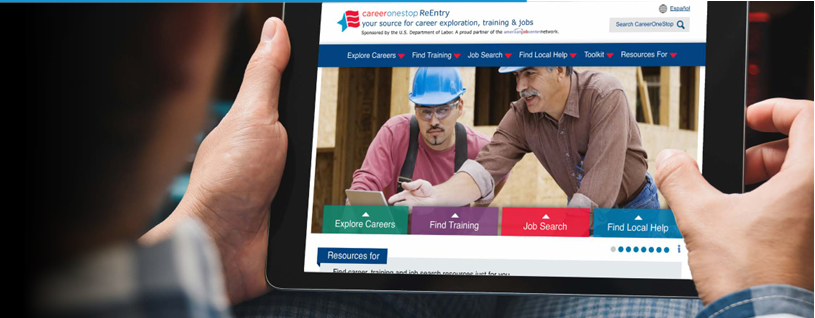 careeronestop ReEntry
your source for career exploration, training & jobs
Sponsored by the U.S. Department of Labor. A proud partner of the americanjobcenter network.
Español
Search CareerOneStop
Explore Careers Find Training Job Search Find Local Help Toolkit Resources For
Explore Careers Find Training Job Search Find Local Help
Resources for
Find career, training and job search resources just for you